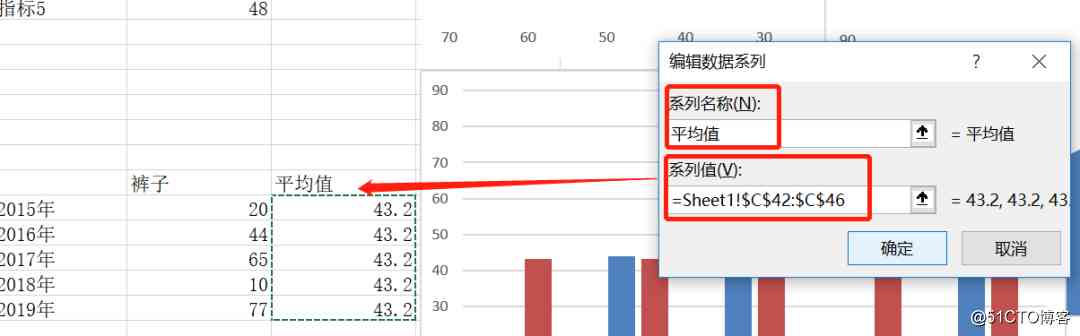 指标5 48
70 60 50 40 30
90
编辑数据系列 ? ×
系列名称(N):
平均值 = 平均值
系列值(V):
=Sheet1!$C$42:$C$46 = 43.2, 43.2, 43.
确定 取消
90
80
70
60
50
40
30
裤子 平均值
2015年 20 43.2
2016年 44 43.2
2017年 65 43.2
2018年 10 43.2
2019年 77 43.2
@51CTO博客